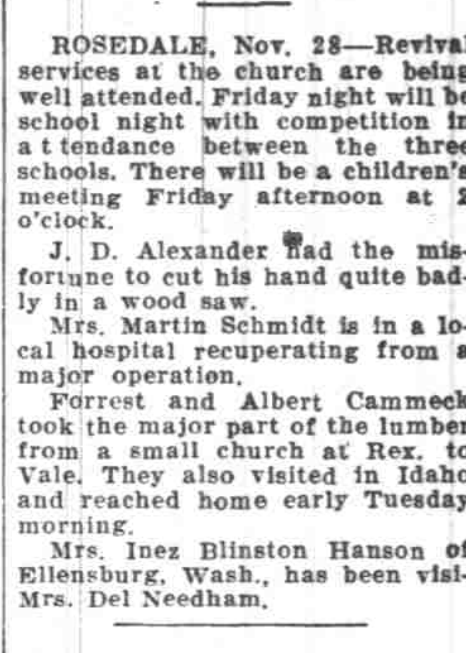 ROSEDALE, Nov. 28—Revival
services at the church are being
well attended. Friday night will be
school night with competition in
attendance between the three
schools. There will be a children's
meeting Friday afternoon at 2
o'clock.
J. D. Alexander had the mis-
fortune to cut his hand quite bad-
ly in a wood saw.
Mrs. Martin Schmidt is in a lo-
cal hospital recuperating from a
major operation.
Forrest and Albert Cammeck
took the major part of the lumber
from a small church at Rex, to
Vale. They also visited in Idaho
and reached home early Tuesday
morning.
Mrs. Inez Blinston Hanson of
Ellensburg, Wash., has been visi-
Mrs. Del Needham.